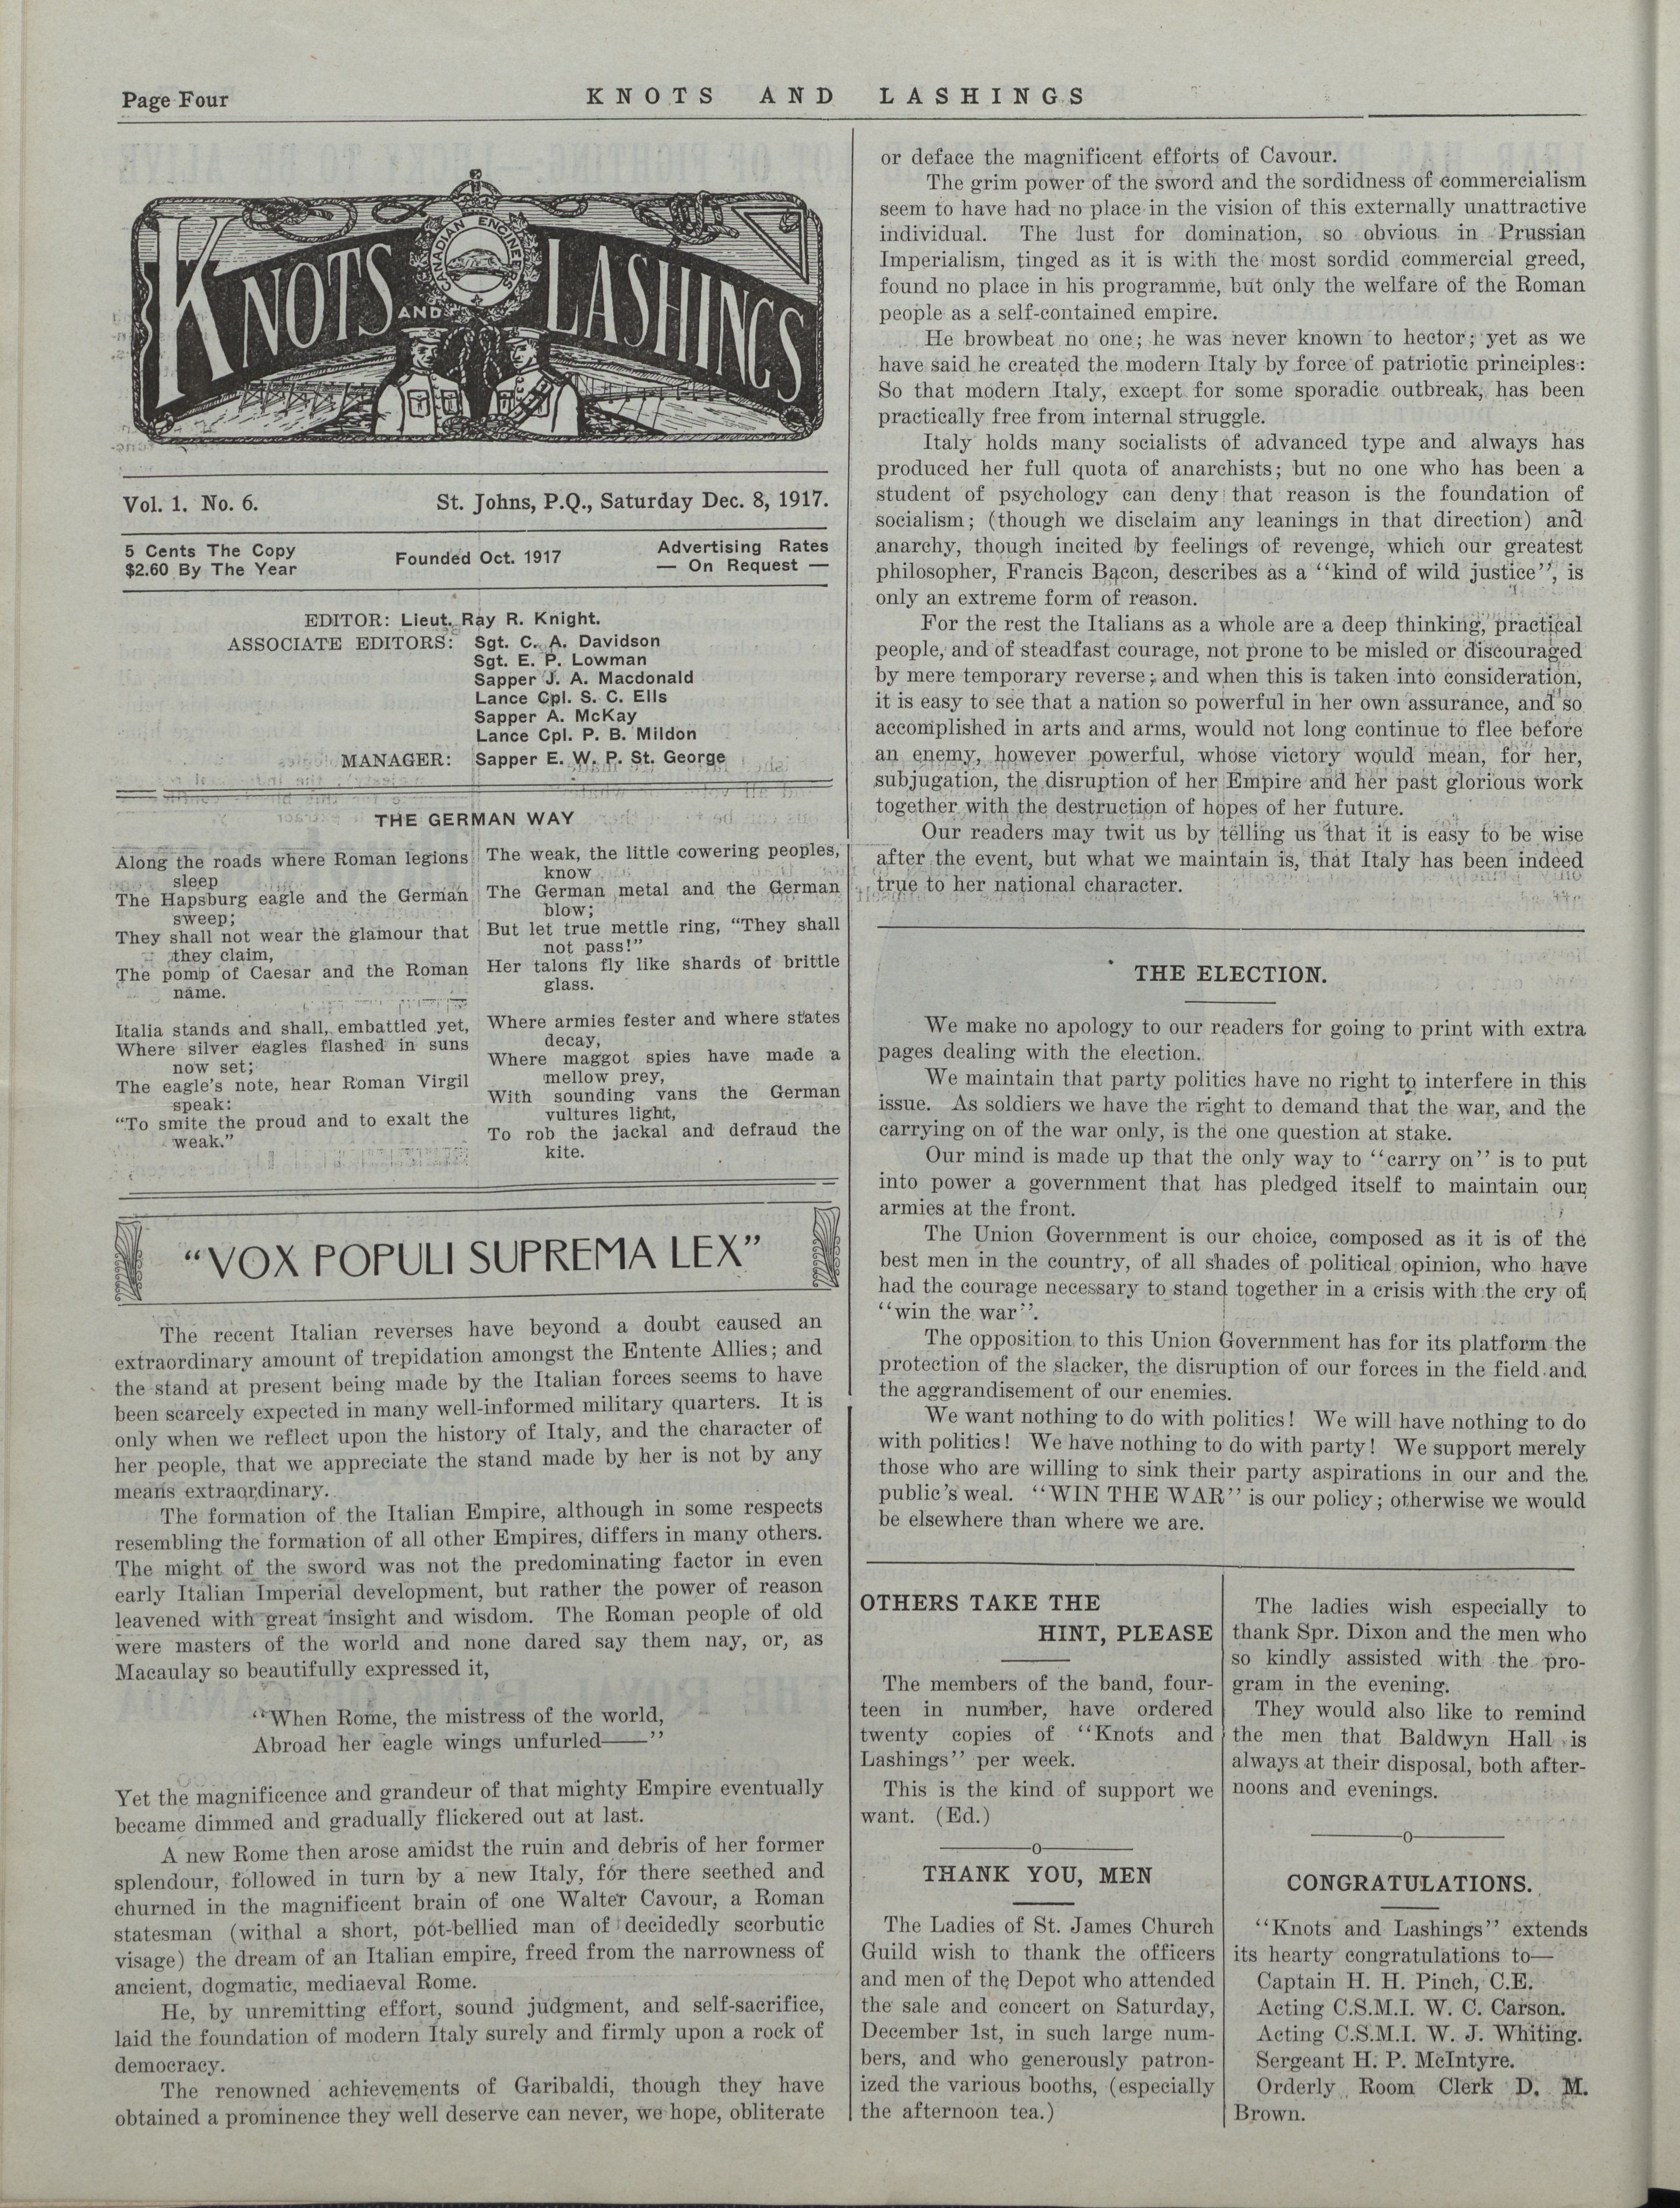 Page Four
KNOTS AND LASHINGS
KNOTS AND LASHINGS
CANADIAN ENGINEERS
Vol. 1. No. 6.
St. Johns, P.Q., Saturday Dec. 8, 1917.
5 Cents The Copy
$2.60 By The Year
Founded Oct. 1917
Advertising Rates
— On Request —
EDITOR: Lieut. Ray R. Knight.
ASSOCIATE EDITORS: Sgt. C. A. Davidson
Sgt. E. P. Lowman
Sapper J. A. Macdonald
Lance Cpl. S. C. Ells
Sapper A. McKay
Lance Cpl. P. B. Mildon
MANAGER: Sapper E. W. P. St. George
THE GERMAN WAY
Along the roads where Roman legions
sleep
The Hapsburg eagle and the German
sweep;
They shall not wear the glamour that
they claim,
The pomp of Caesar and the Roman
name.
Italia stands and shall, embattled yet,
Where silver eagles flashed in suns
now set;
The eagle's note, hear Roman Virgil
speak:
"To smite the proud and to exalt the
weak."
The weak, the little cowering peoples,
know
The German metal and the German
blow;
But let true mettle ring, "They shall
not pass!"
Her talons fly like shards of brittle
glass.
Where armies fester and where states
decay,
Where maggot spies have made a
mellow prey,
With sounding vans the German
vultures light,
To rob the jackal and defraud the
kite.
"VOX POPULI SUPREMA LEX"
The recent Italian reverses have beyond a doubt caused an
extraordinary amount of trepidation amongst the Entente Allies; and
the stand at present being made by the Italian forces seems to have
been scarcely expected in many well-informed military quarters. It is
only when we reflect upon the history of Italy, and the character of
her people, that we appreciate the stand made by her is not by any
means extraordinary.
The formation of the Italian Empire, although in some respects
resembling the formation of all other Empires, differs in many others.
The might of the sword was not the predominating factor in even
early Italian Imperial development, but rather the power of reason
leavened with great insight and wisdom. The Roman people of old
were masters of the world and none dared say them nay, or, as
Macaulay so beautifully expressed it,
"When Rome, the mistress of the world,
Abroad her eagle wings unfurled——"
Yet the magnificence and grandeur of that mighty Empire eventually
became dimmed and gradually flickered out at last.
A new Rome then arose amidst the ruin and debris of her former
splendour, followed in turn by a new Italy, for there seethed and
churned in the magnificent brain of one Walter Cavour, a Roman
statesman (withal a short, pot-bellied man of decidedly scorbutic
visage) the dream of an Italian empire, freed from the narrowness of
ancient, dogmatic, mediaeval Rome.
He, by unremitting effort, sound judgment, and self-sacrifice,
laid the foundation of modern Italy surely and firmly upon a rock of
democracy.
The renowned achievements of Garibaldi, though they have
obtained a prominence they well deserve can never, we hope, obliterate
or deface the magnificent efforts of Cavour.
The grim power of the sword and the sordidness of commercialism
seem to have had no place in the vision of this externally unattractive
individual. The lust for domination, so obvious in Prussian
Imperialism, tinged as it is with the most sordid commercial greed,
found no place in his programme, but only the welfare of the Roman
people as a self-contained empire.
He browbeat no one; he was never known to hector; yet as we
have said he created the modern Italy by force of patriotic principles:
So that modern Italy, except for some sporadic outbreak, has been
practically free from internal struggle.
Italy holds many socialists of advanced type and always has
produced her full quota of anarchists; but no one who has been a
student of psychology can deny that reason is the foundation of
socialism; (though we disclaim any leanings in that direction) and
anarchy, though incited by feelings of revenge, which our greatest
philosopher, Francis Bacon, describes as a "kind of wild justice", is
only an extreme form of reason.
For the rest the Italians as a whole are a deep thinking, practical
people, and of steadfast courage, not prone to be misled or discouraged
by mere temporary reverse; and when this is taken into consideration,
it is easy to see that a nation so powerful in her own assurance, and so
accomplished in arts and arms, would not long continue to flee before
an enemy, however powerful, whose victory would mean, for her,
subjugation, the disruption of her Empire and her past glorious work
together with the destruction of hopes of her future.
Our readers may twit us by telling us that it is easy to be wise
after the event, but what we maintain is, that Italy has been indeed
true to her national character.
THE ELECTION.
We make no apology to our readers for going to print with extra
pages dealing with the election.
We maintain that party politics have no right to interfere in this
issue. As soldiers we have the right to demand that the war, and the
carrying on of the war only, is the one question at stake.
Our mind is made up that the only way to "carry on" is to put
into power a government that has pledged itself to maintain our
armies at the front.
The Union Government is our choice, composed as it is of the
best men in the country, of all shades of political opinion, who have
had the courage necessary to stand together in a crisis with the cry of
"win the war".
The opposition to this Union Government has for its platform the
protection of the slacker, the disruption of our forces in the field and
the aggrandisement of our enemies.
We want nothing to do with politics! We will have nothing to do
with politics! We have nothing to do with party! We support merely
those who are willing to sink their party aspirations in our and the
public's weal. "WIN THE WAR" is our policy; otherwise we would
be elsewhere than where we are.
OTHERS TAKE THE
HINT, PLEASE
The members of the band, four-
teen in number, have ordered
twenty copies of "Knots and
Lashings" per week.
This is the kind of support we
want. (Ed.)
——o——
THANK YOU, MEN
The Ladies of St. James Church
Guild wish to thank the officers
and men of the Depot who attended
the sale and concert on Saturday,
December 1st, in such large num-
bers, and who generously patron-
ized the various booths, (especially
the afternoon tea.)
The ladies wish especially to
thank Spr. Dixon and the men who
so kindly assisted with the pro-
gram in the evening.
They would also like to remind
the men that Baldwyn Hall is
always at their disposal, both after-
noons and evenings.
——o——
CONGRATULATIONS.
"Knots and Lashings" extends
its hearty congratulations to—
Captain H. H. Pinch, C.E.
Acting C.S.M.I. W. C. Carson.
Acting C.S.M.I. W. J. Whiting.
Sergeant H. P. McIntyre.
Orderly Room Clerk D. M.
Brown.